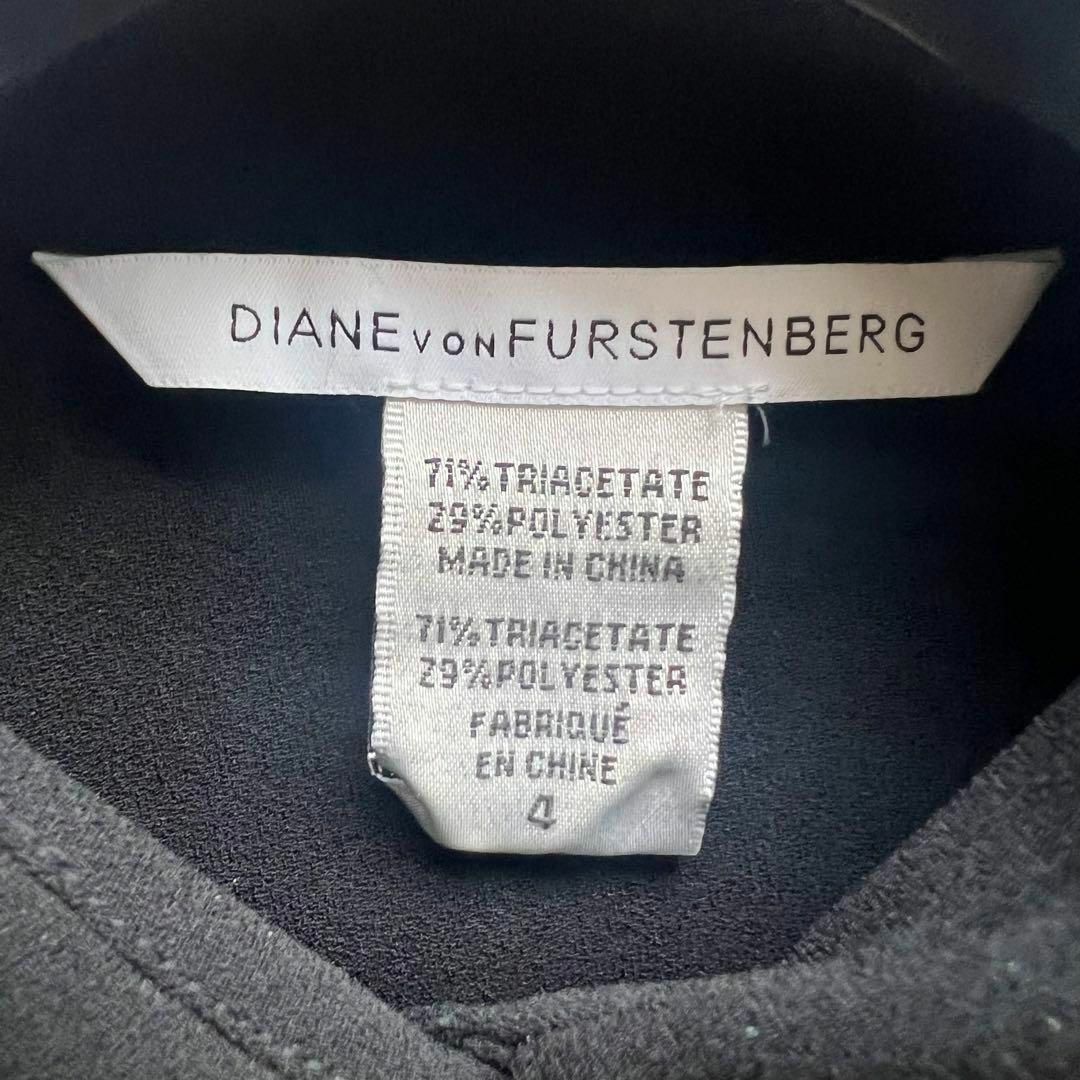 DIANE VON FURSTENBERG
71% TRIACETATE
29% POLYESTER
MADE IN CHINA
71% TRIACETATE
29% POLYESTER
FABRIQUÉ
EN CHINE
4